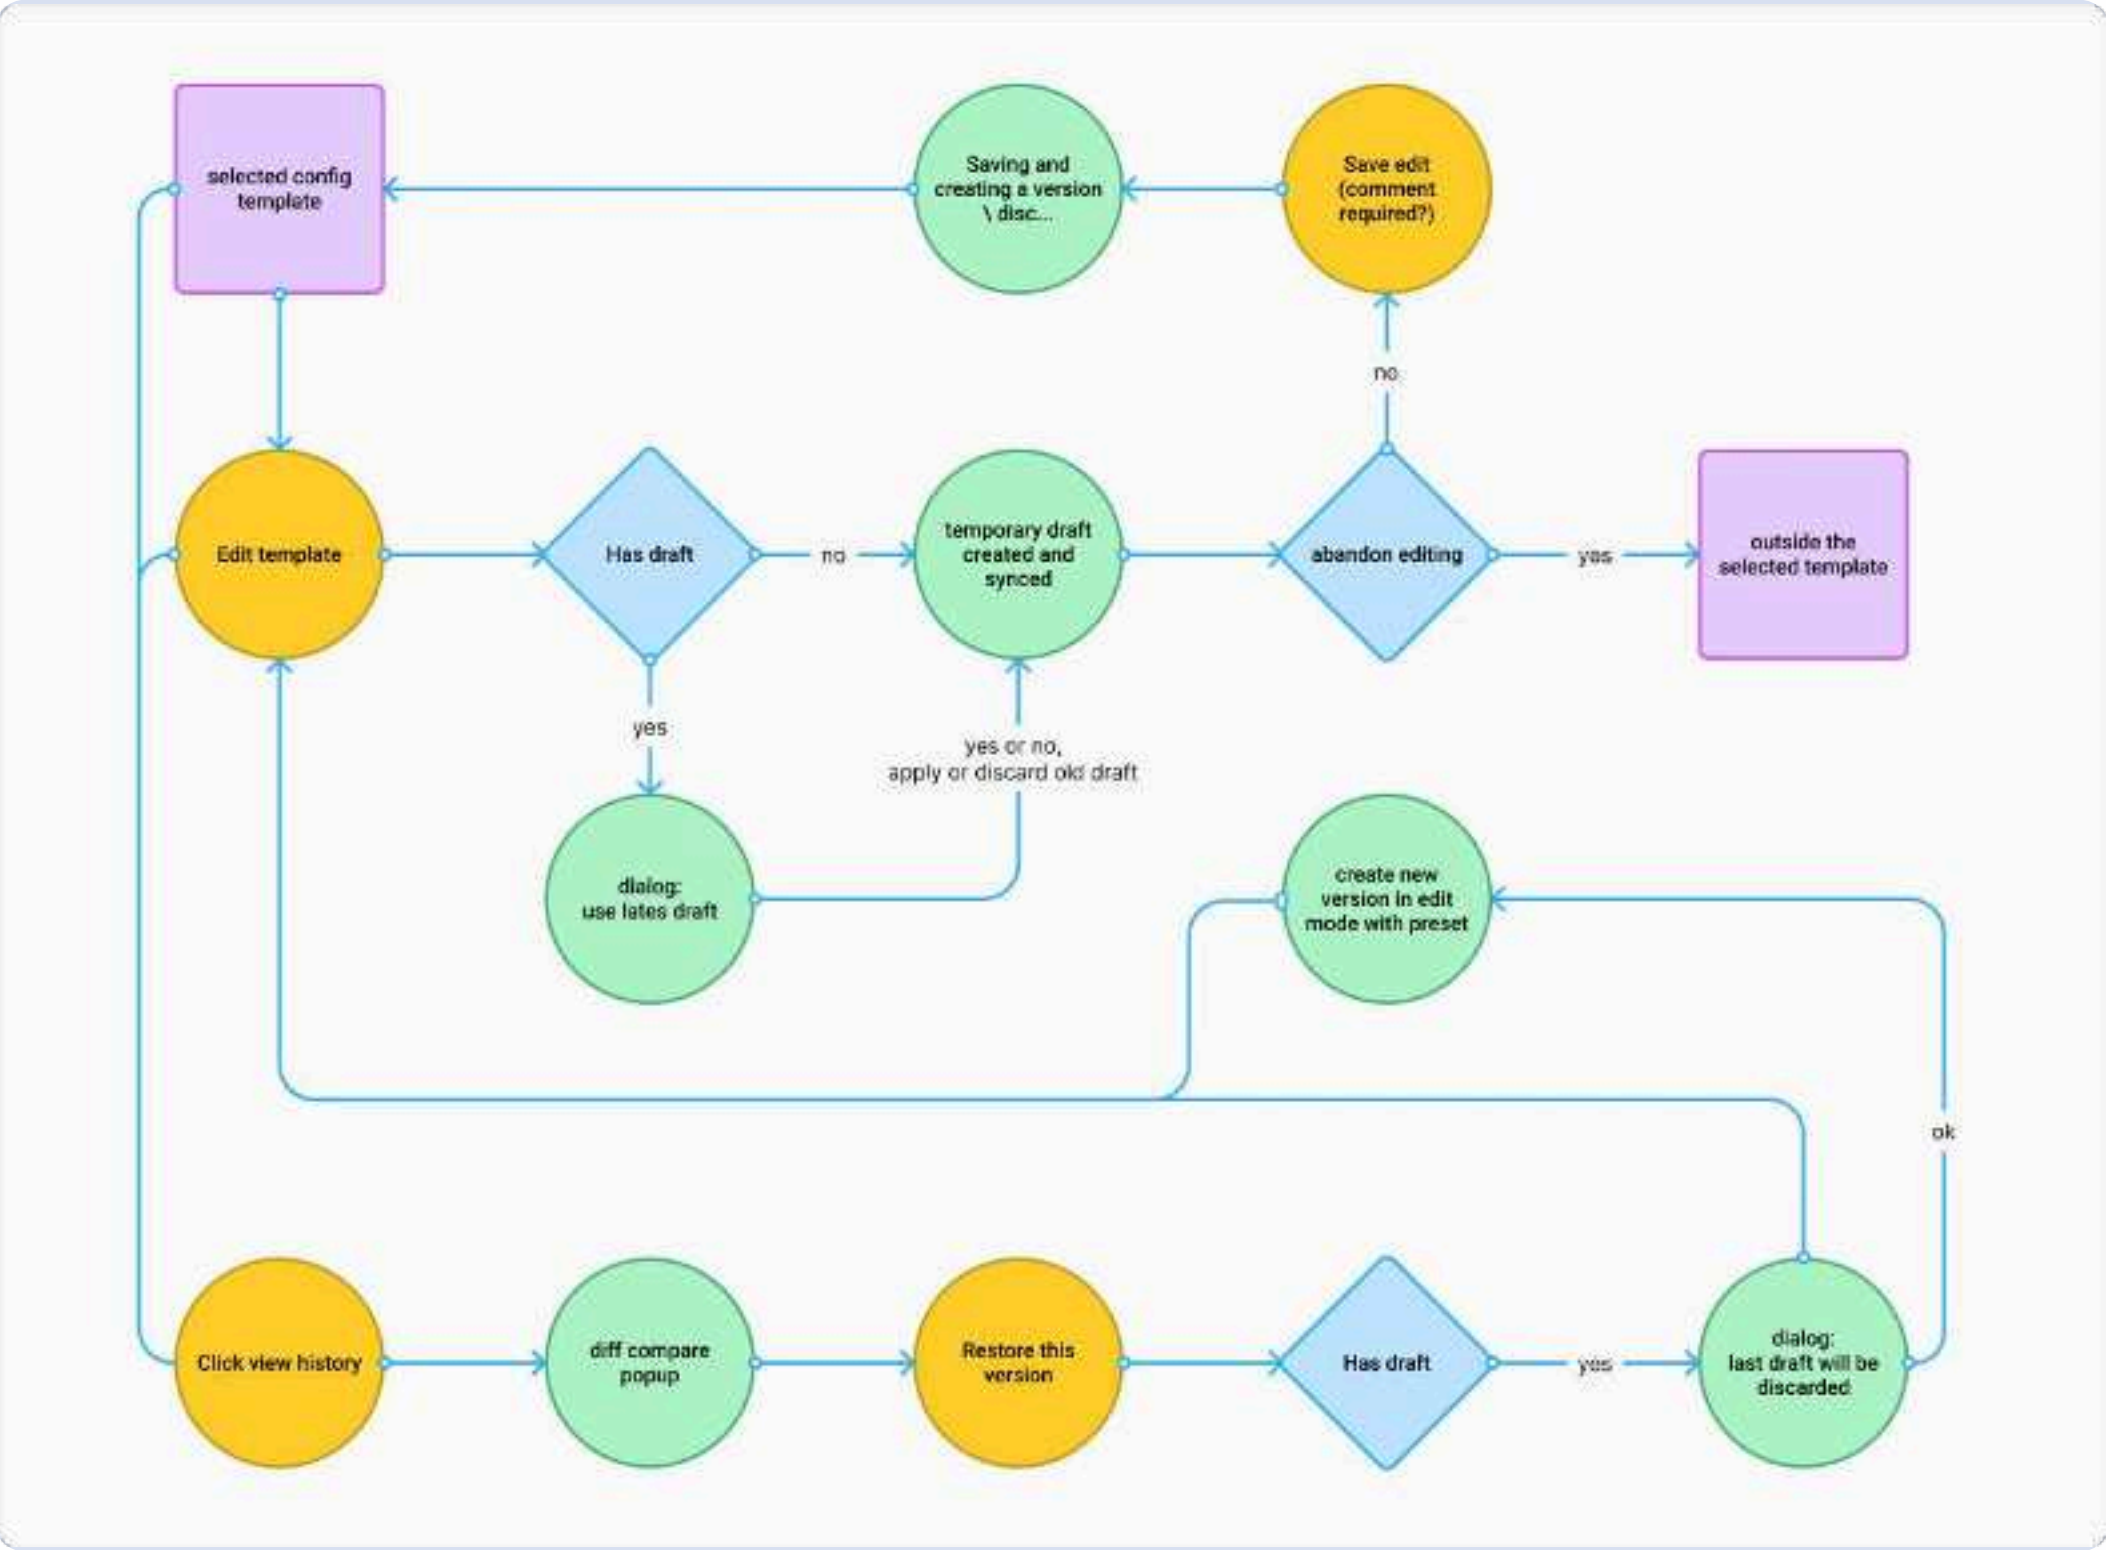 selected config
template
Saving and
creating a version
\ disc...
Save edit
(comment
required?)
no
Edit template
Has draft
no
temporary draft
created and
synced
abandon editing
yes
outside the
selected template
yes
yes or no,
apply or discard old draft
dialog:
use lates draft
create new
version in edit
mode with preset
ok
Click view history
diff compare
popup
Restore this
version
Has draft
yes
dialog:
last draft will be
discarded